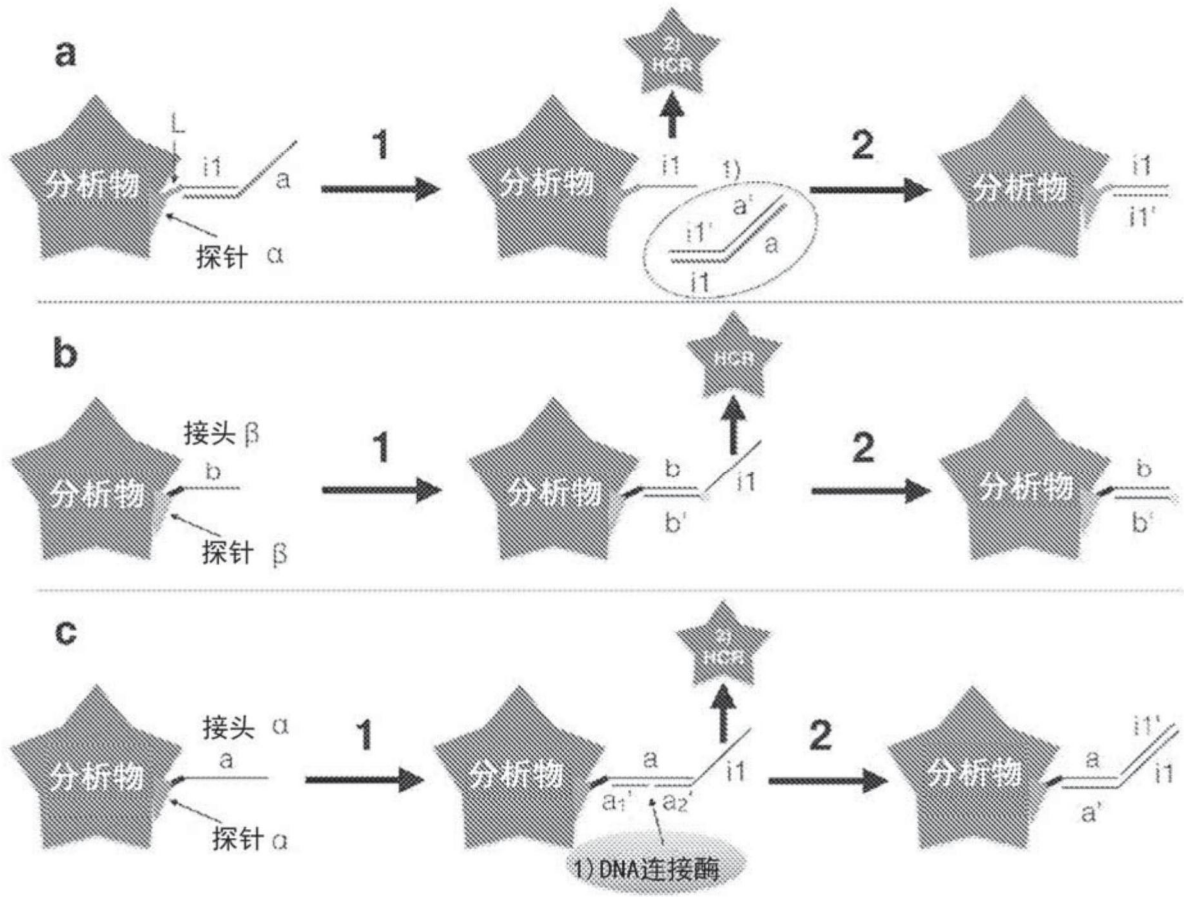 a
2)
HCR
L
i1
a
分析物
探针 α
1
分析物
i1
1)
a'
i1'
a
i1
2
分析物
i1
i1'
b
HCR
接头 β
b
分析物
探针 β
1
分析物
b
b'
i1
2
分析物
b
b'
c
2)
HCR
接头 α
a
分析物
探针 α
1
分析物
a
a₁'
a₂'
i1
1)DNA连接酶
2
分析物
a
a'
i1'
i1